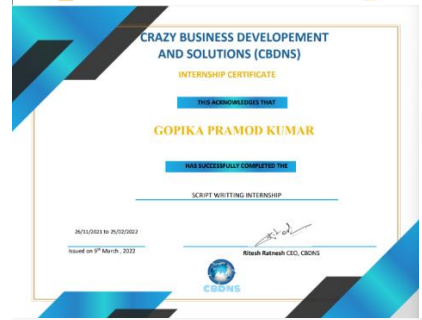 CRAZY BUSINESS DEVELOPEMENT
AND SOLUTIONS (CBDNS)
INTERNSHIP CERTIFICATE
THIS ACKNOWLEDGES THAT
GOPIKA PRAMOD KUMAR
HAS SUCCESSFULLY COMPLETED THE
SCRIPT WRITTING INTERNSHIP
26/11/2021 to 25/02/2022
Issued on 9th March, 2022
Ritesh Ratnesh CEO, CBDNS
CBDNS